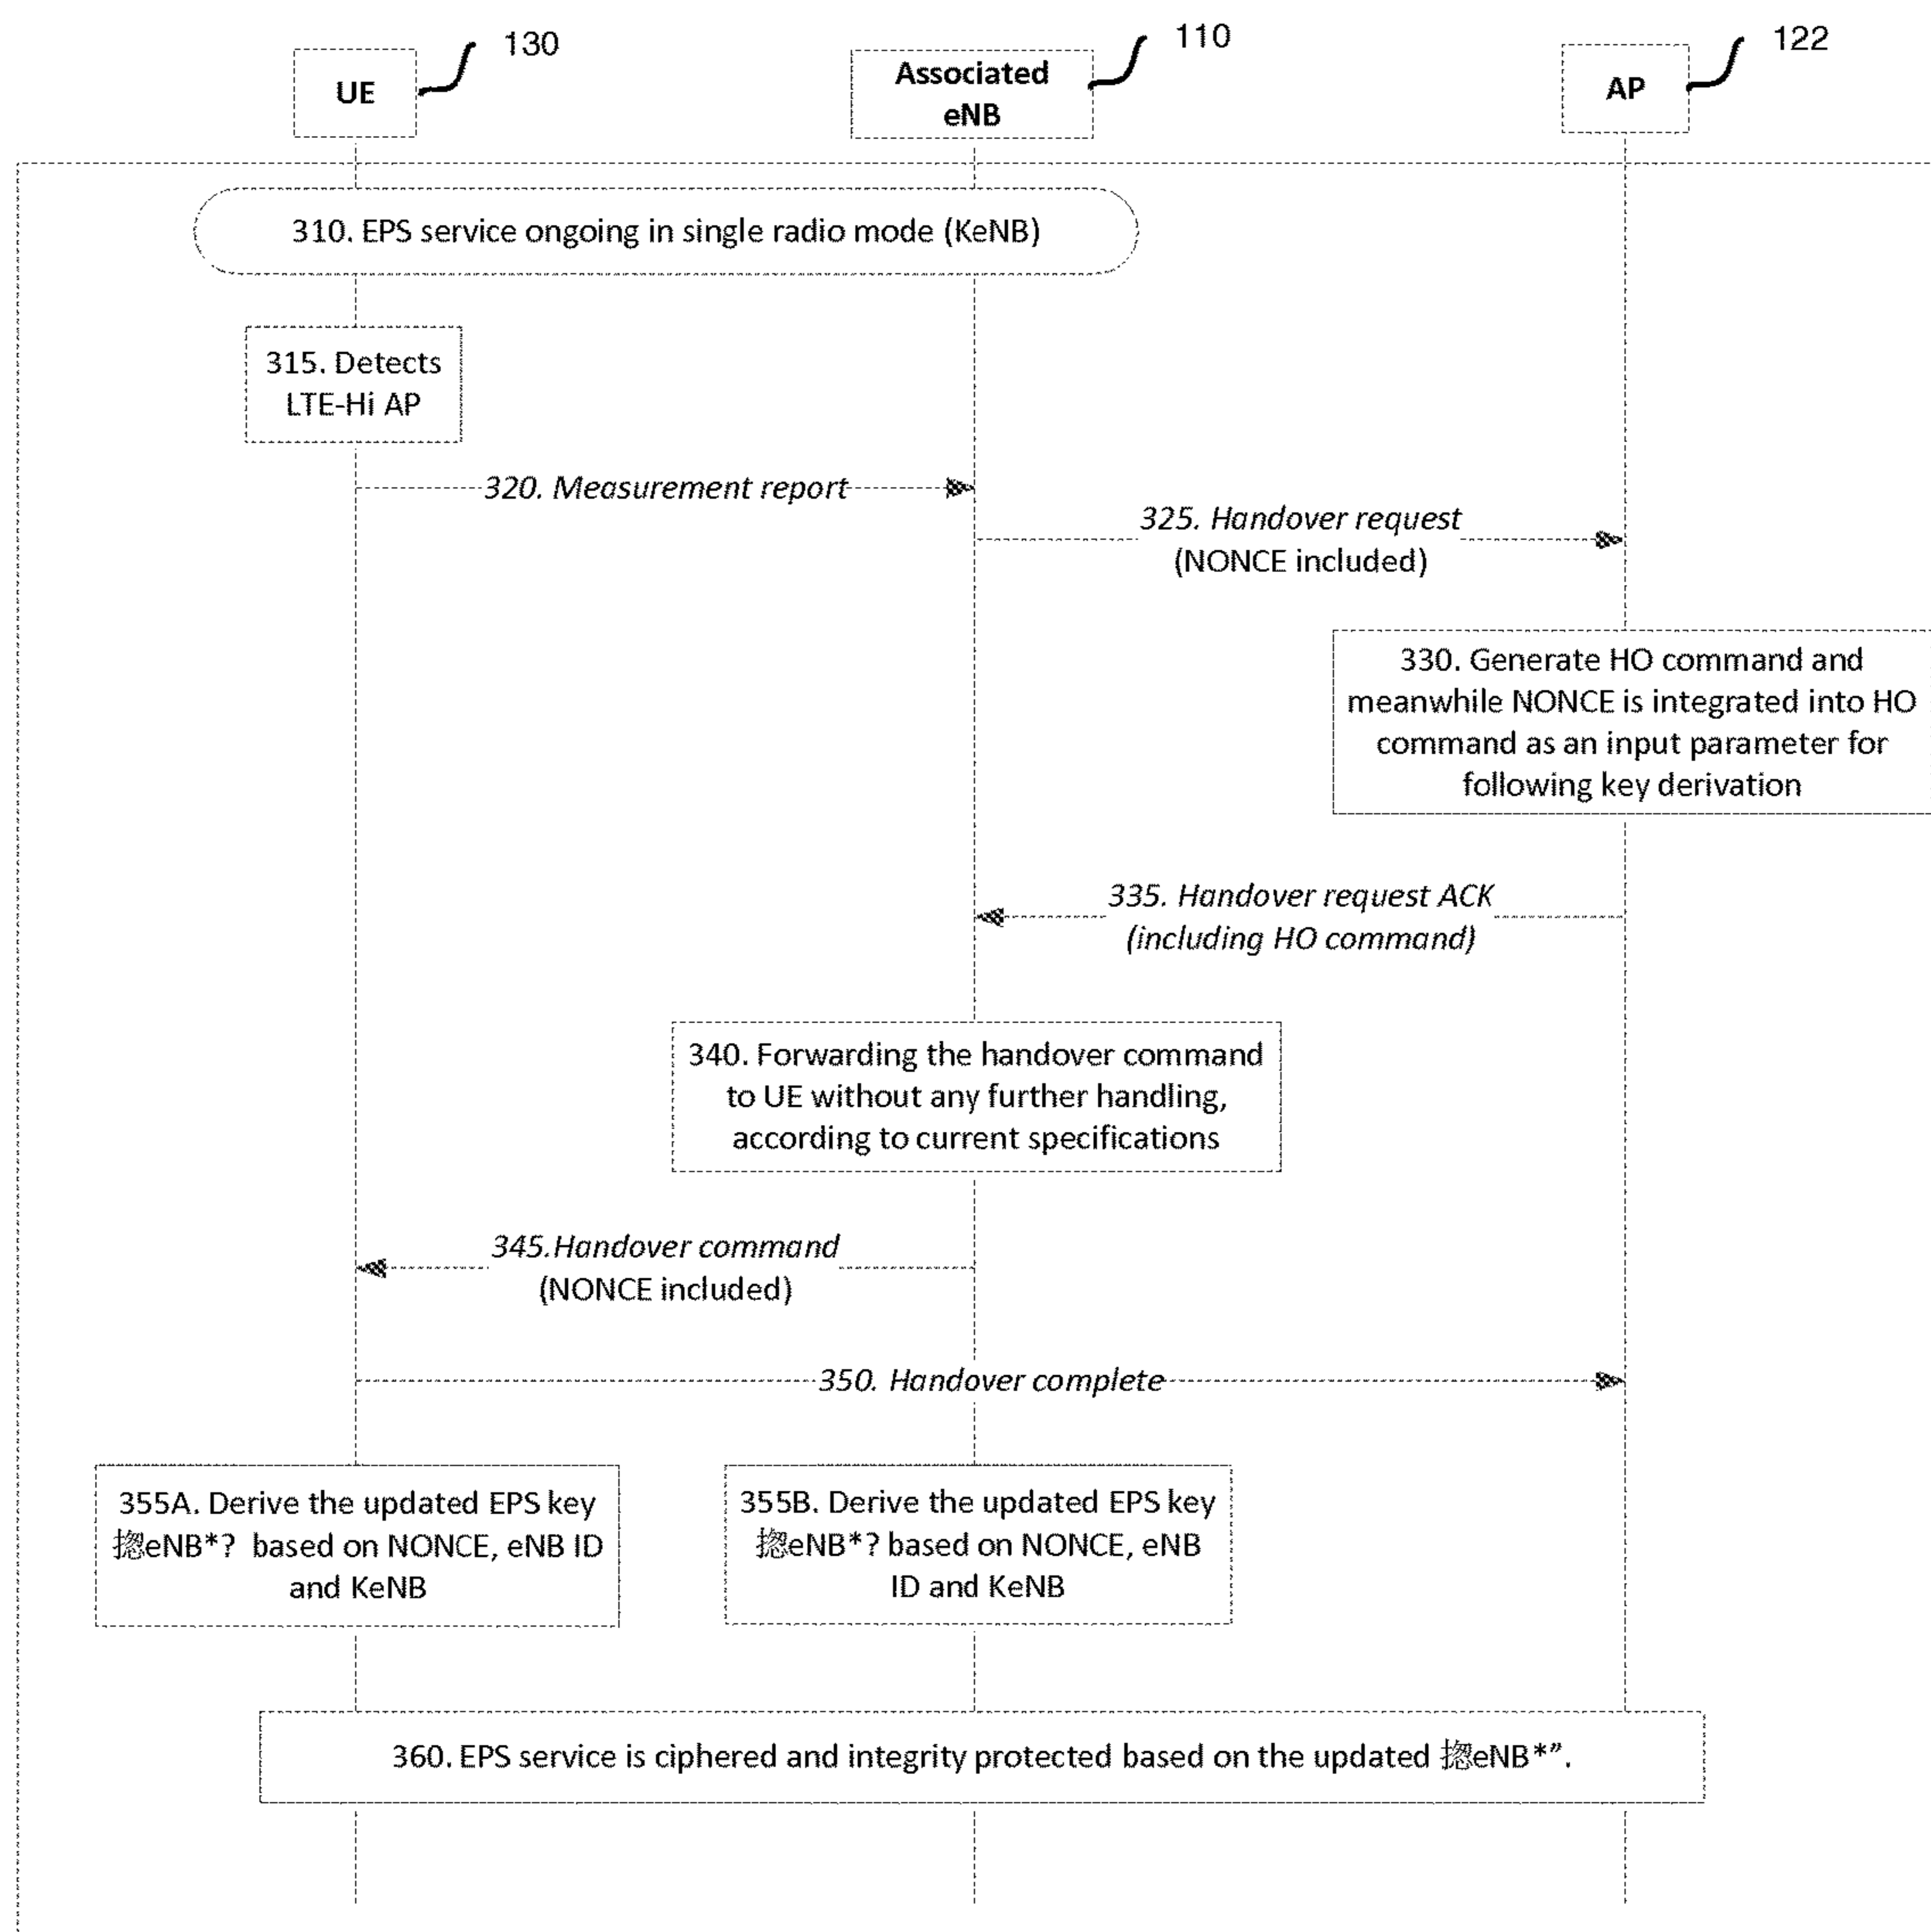 130
110
122
UE
Associated
eNB
AP
310. EPS service ongoing in single radio mode (KeNB)
315. Detects
LTE-Hi AP
320. Measurement report
325. Handover request
(NONCE included)
330. Generate HO command and
meanwhile NONCE is integrated into HO
command as an input parameter for
following key derivation
335. Handover request ACK
(including HO command)
340. Forwarding the handover command
to UE without any further handling,
according to current specifications
345.Handover command
(NONCE included)
350. Handover complete
355A. Derive the updated EPS key
揔eNB*? based on NONCE, eNB ID
and KeNB
355B. Derive the updated EPS key
揔eNB*? based on NONCE, eNB
ID and KeNB
360. EPS service is ciphered and integrity protected based on the updated 揔eNB*”.